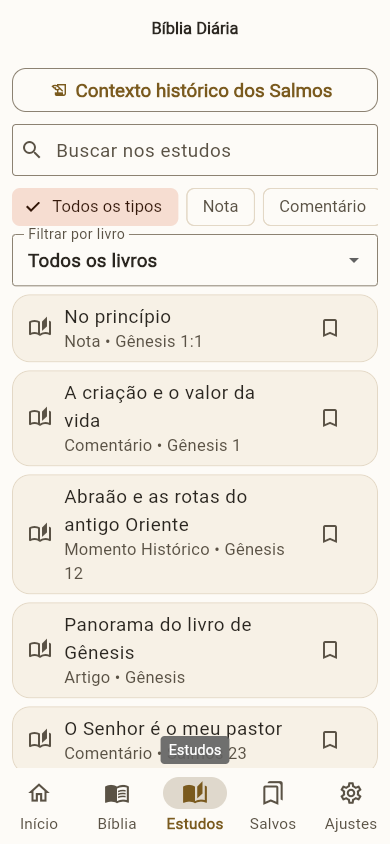 Bíblia Diária
Contexto histórico dos Salmos
Buscar nos estudos
Todos os tipos
Nota
Comentário
Filtrar por livro
Todos os livros
No princípio
Nota • Gênesis 1:1
A criação e o valor da
vida
Comentário • Gênesis 1
Abraão e as rotas do
antigo Oriente
Momento Histórico • Gênesis
12
Panorama do livro de
Gênesis
Artigo • Gênesis
O Senhor é o meu pastor
Comentário • 23
Estudos
Início
Bíblia
Estudos
Salvos
Ajustes